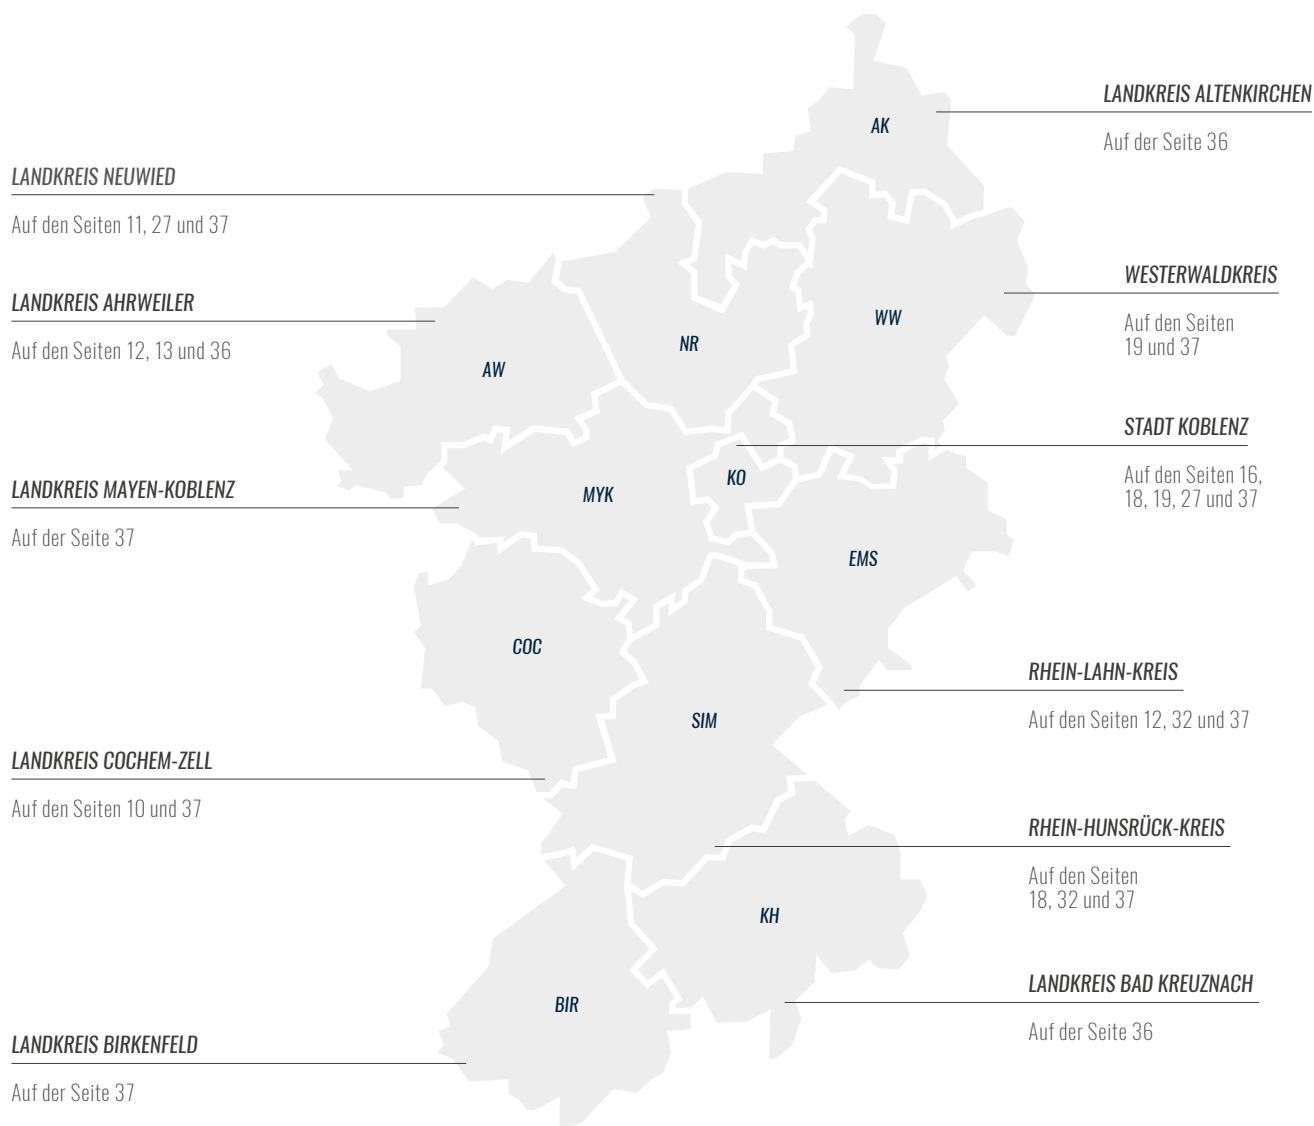 LANDKREIS ALTENKIRCHEN
Auf der Seite 36
AK
LANDKREIS NEUWIED
Auf den Seiten 11, 27 und 37
WESTERWALDKREIS
Auf den Seiten
19 und 37
LANDKREIS AHRWEILER
Auf den Seiten 12, 13 und 36
WW
NR
AW
STADT KOBLENZ
Auf den Seiten 16,
18, 19, 27 und 37
KO
LANDKREIS MAYEN-KOBLENZ
Auf der Seite 37
MYK
EMS
COC
RHEIN-LAHN-KREIS
Auf den Seiten 12, 32 und 37
SIM
LANDKREIS COCHEM-ZELL
Auf den Seiten 10 und 37
RHEIN-HUNSRÜCK-KREIS
Auf den Seiten
18, 32 und 37
KH
LANDKREIS BAD KREUZNACH
Auf der Seite 36
BIR
LANDKREIS BIRKENFELD
Auf der Seite 37